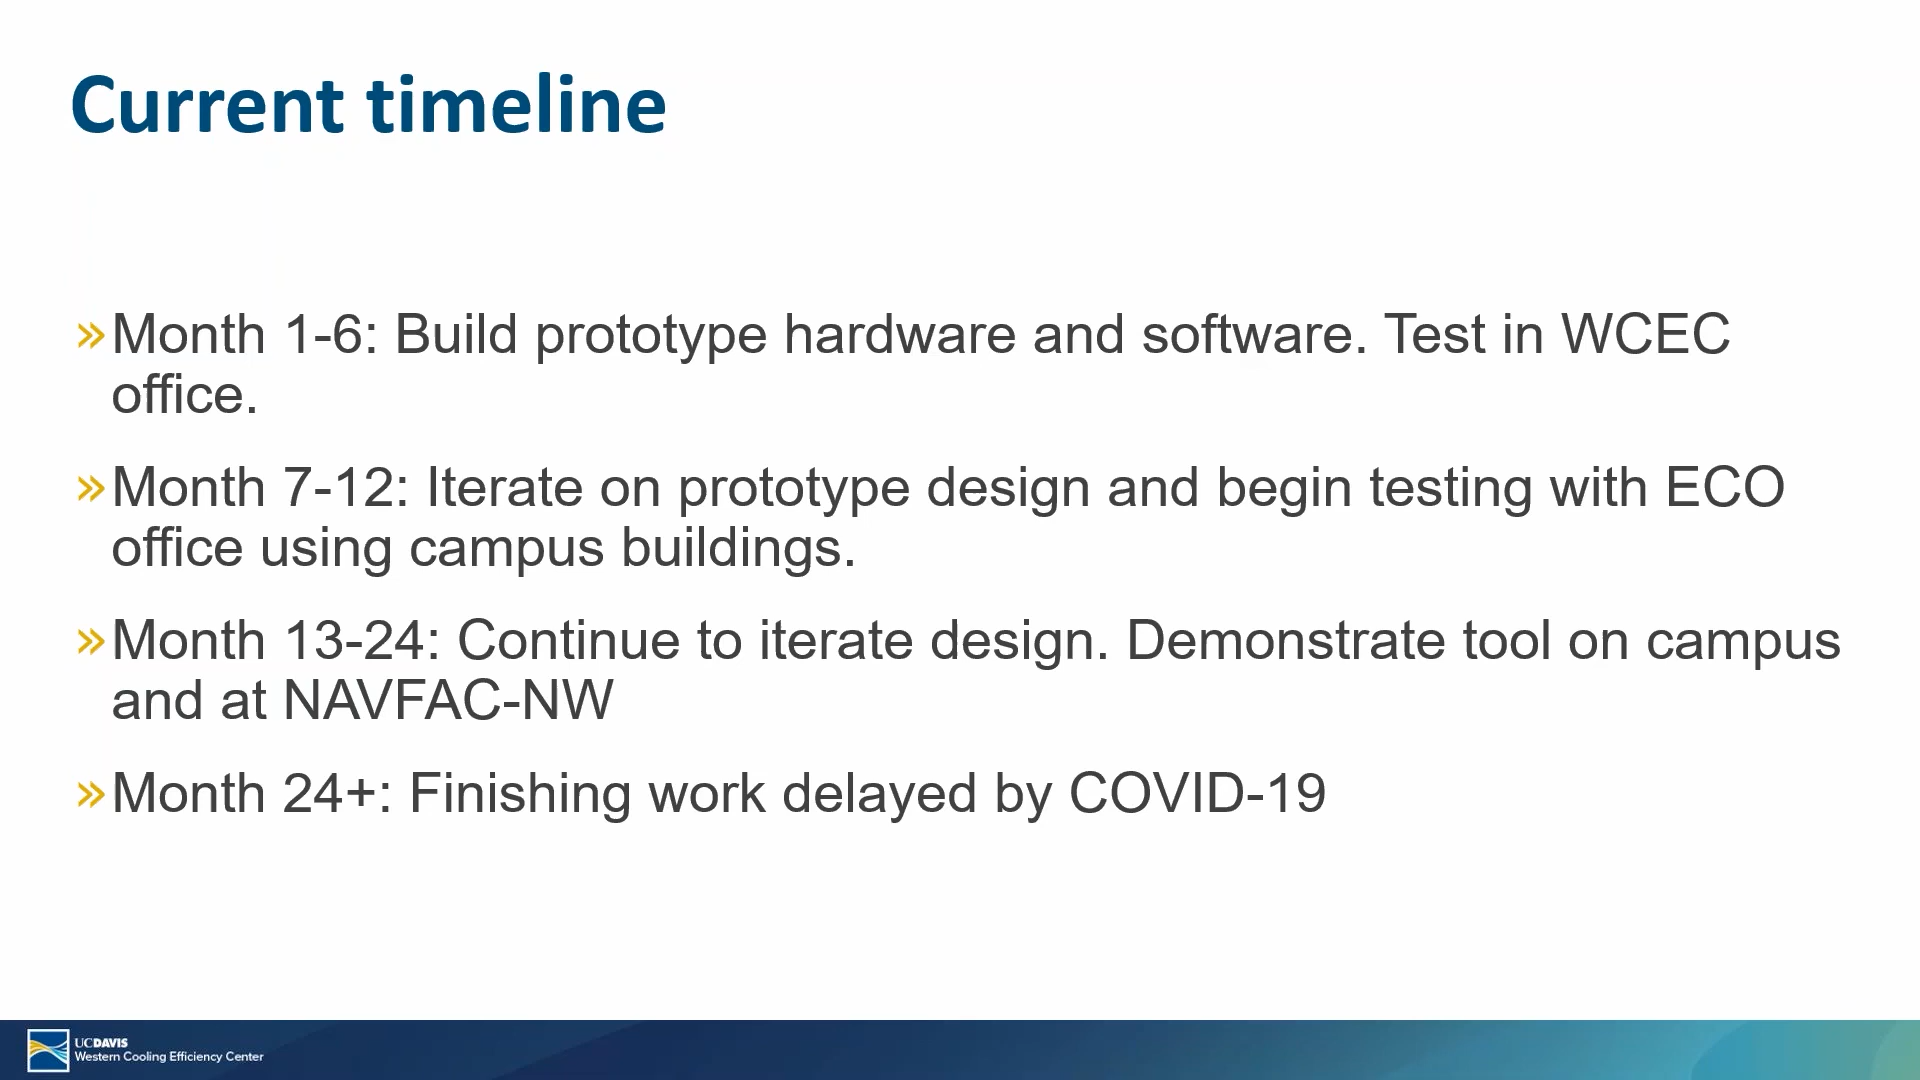 Current timeline
»Month 1-6: Build prototype hardware and software. Test in WCEC
office.
»Month 7-12: Iterate on prototype design and begin testing with ECO
office using campus buildings.
»Month 13-24: Continue to iterate design. Demonstrate tool on campus
and at NAVFAC-NW
»Month 24+: Finishing work delayed by COVID-19
UCDAVIS
Western Cooling Efficiency Center